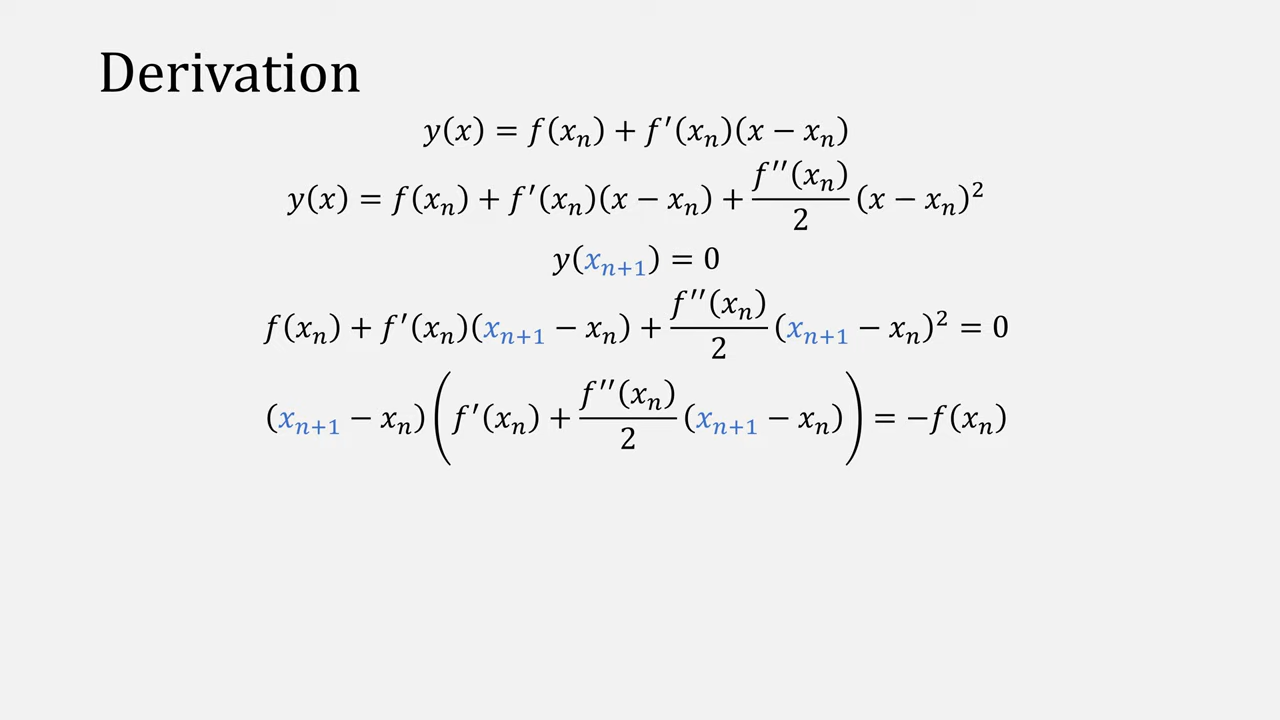 Derivation
y(x) = f(xₙ) + f′(xₙ)(x − xₙ)
y(x) = f(xₙ) + f′(xₙ)(x − xₙ) + f′′(xₙ)/2 (x − xₙ)²
y(xₙ₊₁) = 0
f(xₙ) + f′(xₙ)(xₙ₊₁ − xₙ) + f′′(xₙ)/2 (xₙ₊₁ − xₙ)² = 0
(xₙ₊₁ − xₙ)(f′(xₙ) + f′′(xₙ)/2 (xₙ₊₁ − xₙ)) = −f(xₙ)